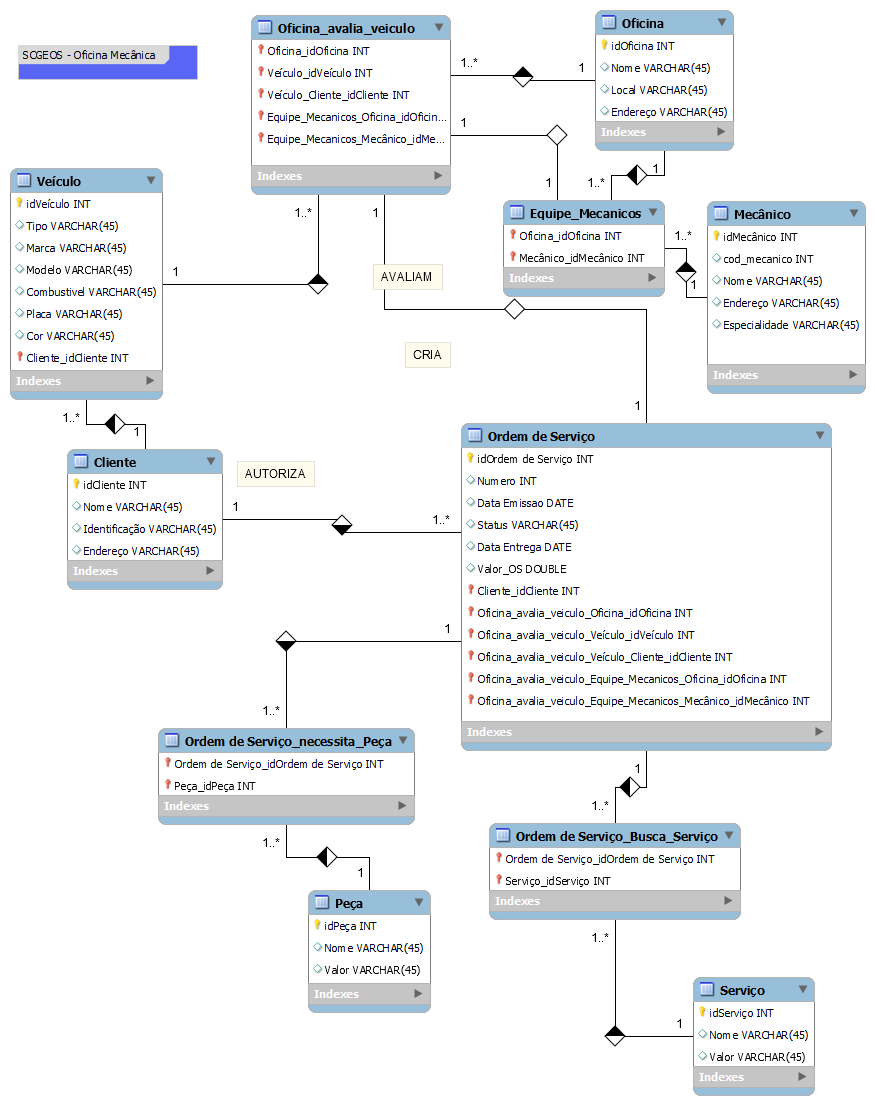 SCGEOS - Oficina Mecânica
Oficina_avalia_veiculo
Oficina_idOficina INT
Veículo_idVeículo INT
Veículo_Cliente_idCliente INT
Equipe_Mecanicos_Oficina_idOficin...
Equipe_Mecanicos_Mecânico_idMe...
Indexes
1..*
1
Oficina
idOficina INT
Nome VARCHAR(45)
Local VARCHAR(45)
Endereço VARCHAR(45)
Indexes
1
1
1..*
1
Equipe_Mecanicos
Oficina_idOficina INT
Mecânico_idMecânico INT
Indexes
1..*
1
Mecânico
idMecânico INT
cod_mecanico INT
Nome VARCHAR(45)
Endereço VARCHAR(45)
Especialidade VARCHAR(45)
Indexes
Veículo
idVeículo INT
Tipo VARCHAR(45)
Marca VARCHAR(45)
Modelo VARCHAR(45)
Combustivel VARCHAR(45)
Placa VARCHAR(45)
Cor VARCHAR(45)
Cliente_idCliente INT
Indexes
1..*
1
1
AVALIAM
CRIA
1
1..*
1
Cliente
idCliente INT
Nome VARCHAR(45)
Identificação VARCHAR(45)
Endereço VARCHAR(45)
Indexes
AUTORIZA
1
1..*
Ordem de Serviço
idOrdem de Serviço INT
Numero INT
Data Emissao DATE
Status VARCHAR(45)
Data Entrega DATE
Valor_OS DOUBLE
Cliente_idCliente INT
Oficina_avalia_veiculo_Oficina_idOficina INT
Oficina_avalia_veiculo_Veículo_idVeículo INT
Oficina_avalia_veiculo_Veículo_Cliente_idCliente INT
Oficina_avalia_veiculo_Equipe_Mecanicos_Oficina_idOficina INT
Oficina_avalia_veiculo_Equipe_Mecanicos_Mecânico_idMecânico INT
Indexes
1
1..*
Ordem de Serviço_necessita_Peça
Ordem de Serviço_idOrdem de Serviço INT
Peça_idPeça INT
Indexes
1..*
1
Peça
idPeça INT
Nome VARCHAR(45)
Valor VARCHAR(45)
Indexes
1
1..*
Ordem de Serviço_Busca_Serviço
Ordem de Serviço_idOrdem de Serviço INT
Serviço_idServiço INT
Indexes
1..*
1
Serviço
idServiço INT
Nome VARCHAR(45)
Valor VARCHAR(45)
Indexes